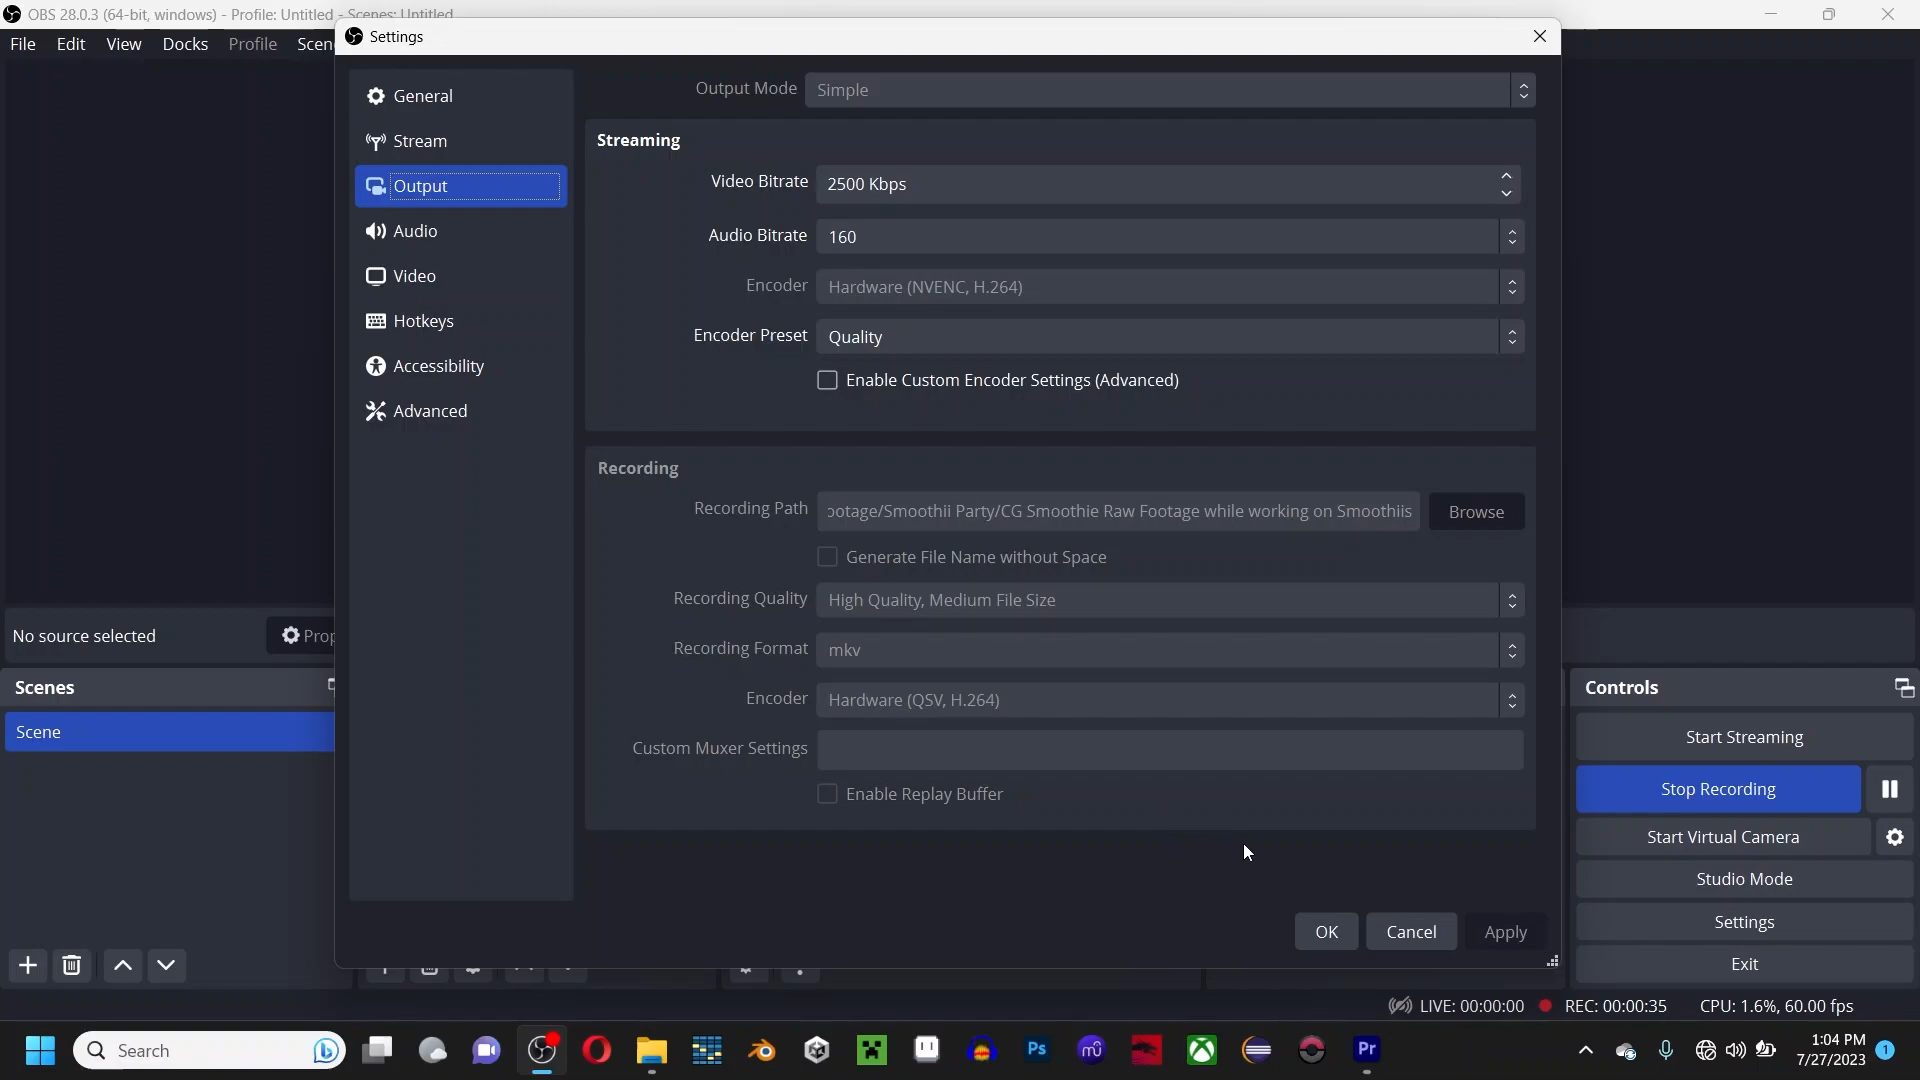 OBS 28.0.3 (64-bit, windows) - Profile: Untitled - Scenes: Untitled
File Edit View Docks Profile Scen
Settings
General
Stream
Output
Audio
Video
Hotkeys
Accessibility
Advanced
Output Mode Simple
Streaming
Video Bitrate 2500 Kbps
Audio Bitrate 160
Encoder Hardware (NVENC, H.264)
Encoder Preset Quality
Enable Custom Encoder Settings (Advanced)
Recording
Recording Path ootage/Smoothii Party/CG Smoothie Raw Footage while working on Smoothiis Browse
Generate File Name without Space
Recording Quality High Quality, Medium File Size
Recording Format mkv
Encoder Hardware (QSV, H.264)
Custom Muxer Settings
Enable Replay Buffer
OK Cancel Apply
No source selected Prop
Scenes
Scene
Controls
Start Streaming
Stop Recording
Start Virtual Camera
Studio Mode
Settings
Exit
LIVE: 00:00:00 REC: 00:00:35 CPU: 1.6%, 60.00 fps
Search
Ps
Pr
1:04 PM
7/27/2023
1